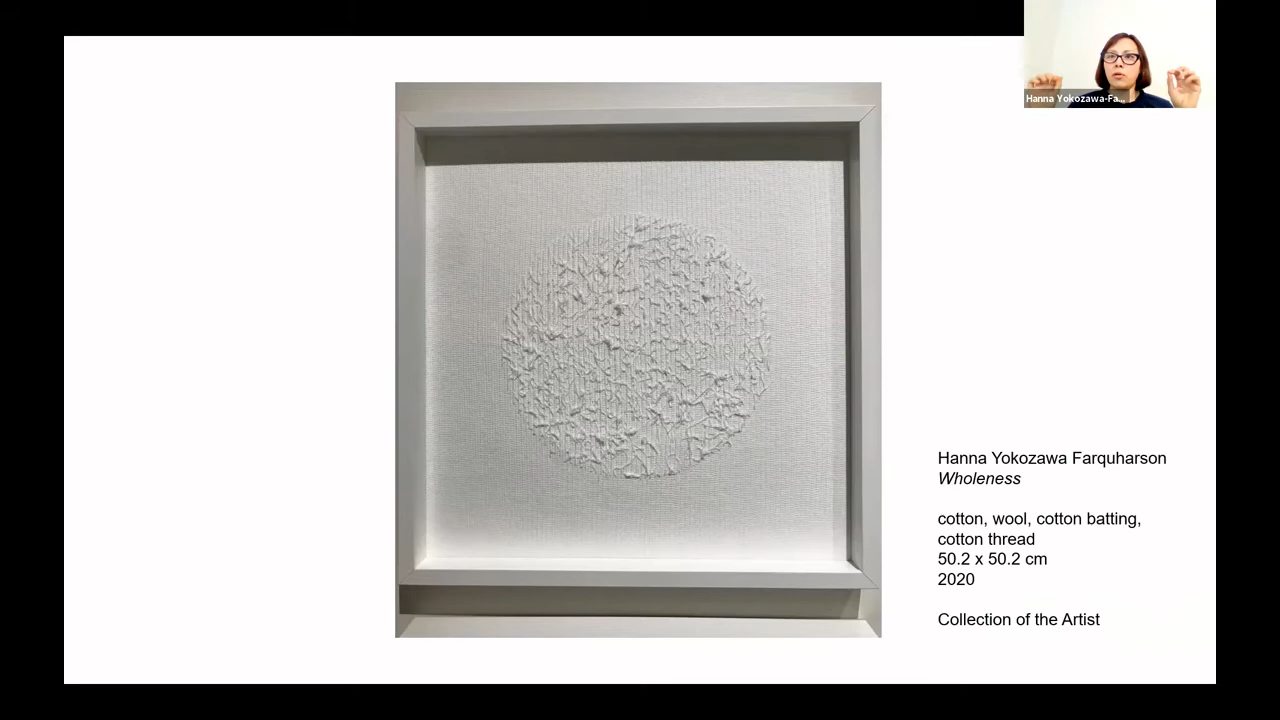 Hanna Yokozawa-Fa...
Hanna Yokozawa Farquharson
Wholeness
cotton, wool, cotton batting,
cotton thread
50.2 x 50.2 cm
2020
Collection of the Artist